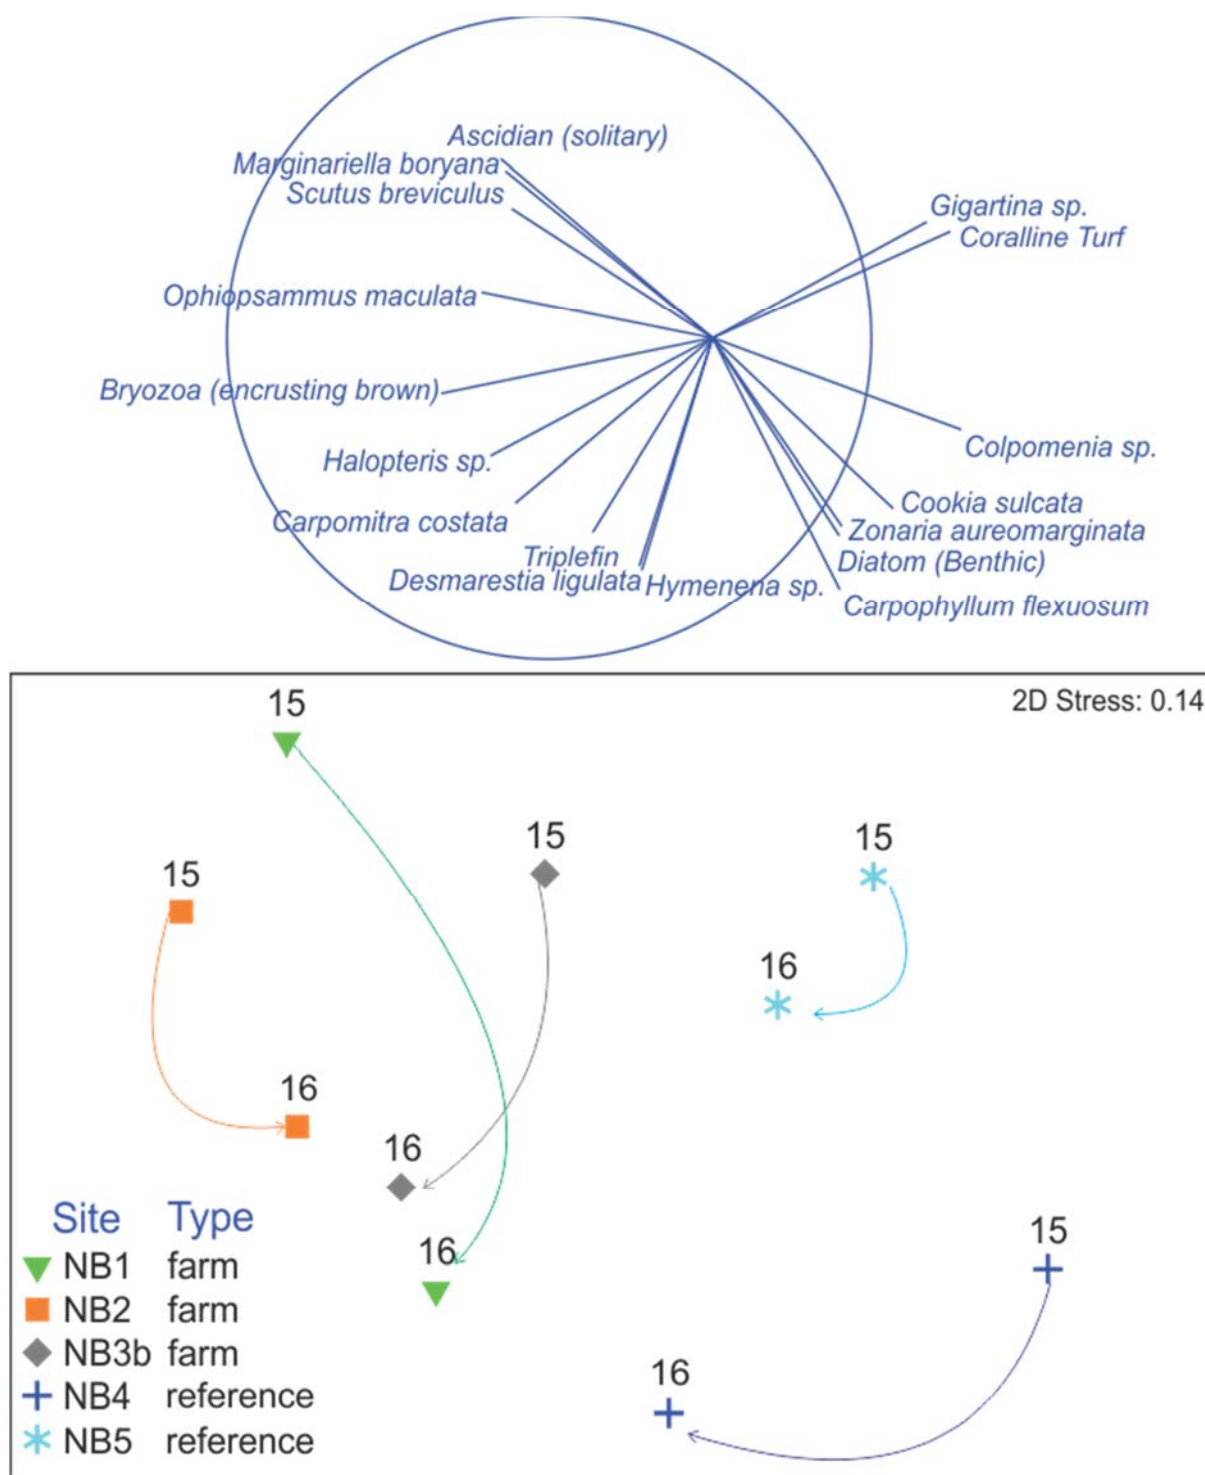 Ascidian (solitary)
Marginariella boryana
Scutus breviculus
Gigartina sp.
Coralline Turf
Ophiopsammus maculata
Bryozoa (encrusting brown)
Colpomenia sp.
Halopteris sp.
Cookia sulcata
Carpomitra costata
Zonaria aureomarginata
Triplefin
Diatom (Benthic)
Desmarestia ligulata
Hymenena sp.
Carpophyllum flexuosum
2D Stress: 0.14
15
15
15
15
16
16
16
16
15
16
Site Type
NB1 farm
NB2 farm
NB3b farm
NB4 reference
NB5 reference